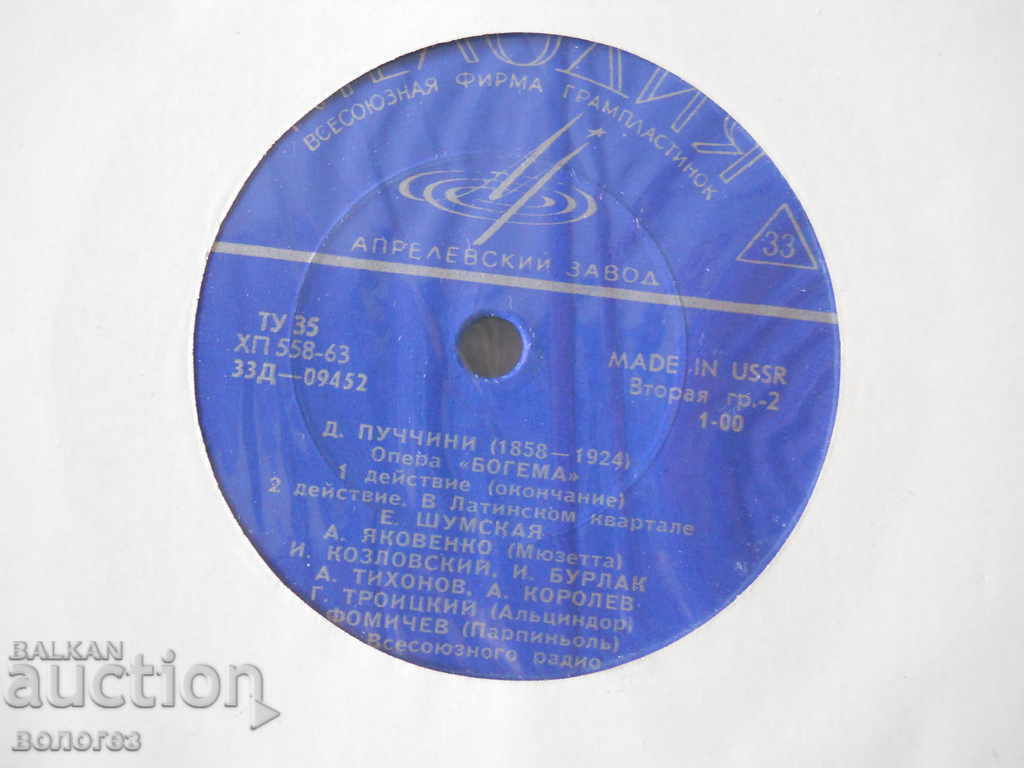 МЕЛОДИЯ
ВСЕСОЮЗНАЯ ФИРМА ГРАМПЛАСТИНОК
33
АПРЕЛЕВСКИЙ ЗАВОД
ТУ 35
ХП 558-63
33Д—09452
MADE IN USSR
Вторая гр.-2
1-00
Д. ПУЧЧИНИ (1858—1924)
Опера «БОГЕМА»
1 действие (окончание)
2 действие. В Латинском квартале
Е. ШУМСКАЯ
А. ЯКОВЕНКО (Мюзетта)
И. КОЗЛОВСКИЙ, И. БУРЛАК
А. ТИХОНОВ, А. КОРОЛЕВ
Г. ТРОИЦКИЙ (Альциндор)
ФОМИЧЕВ (Парпиньоль)
Всесоюзного радио
BALKAN
auction
волога3